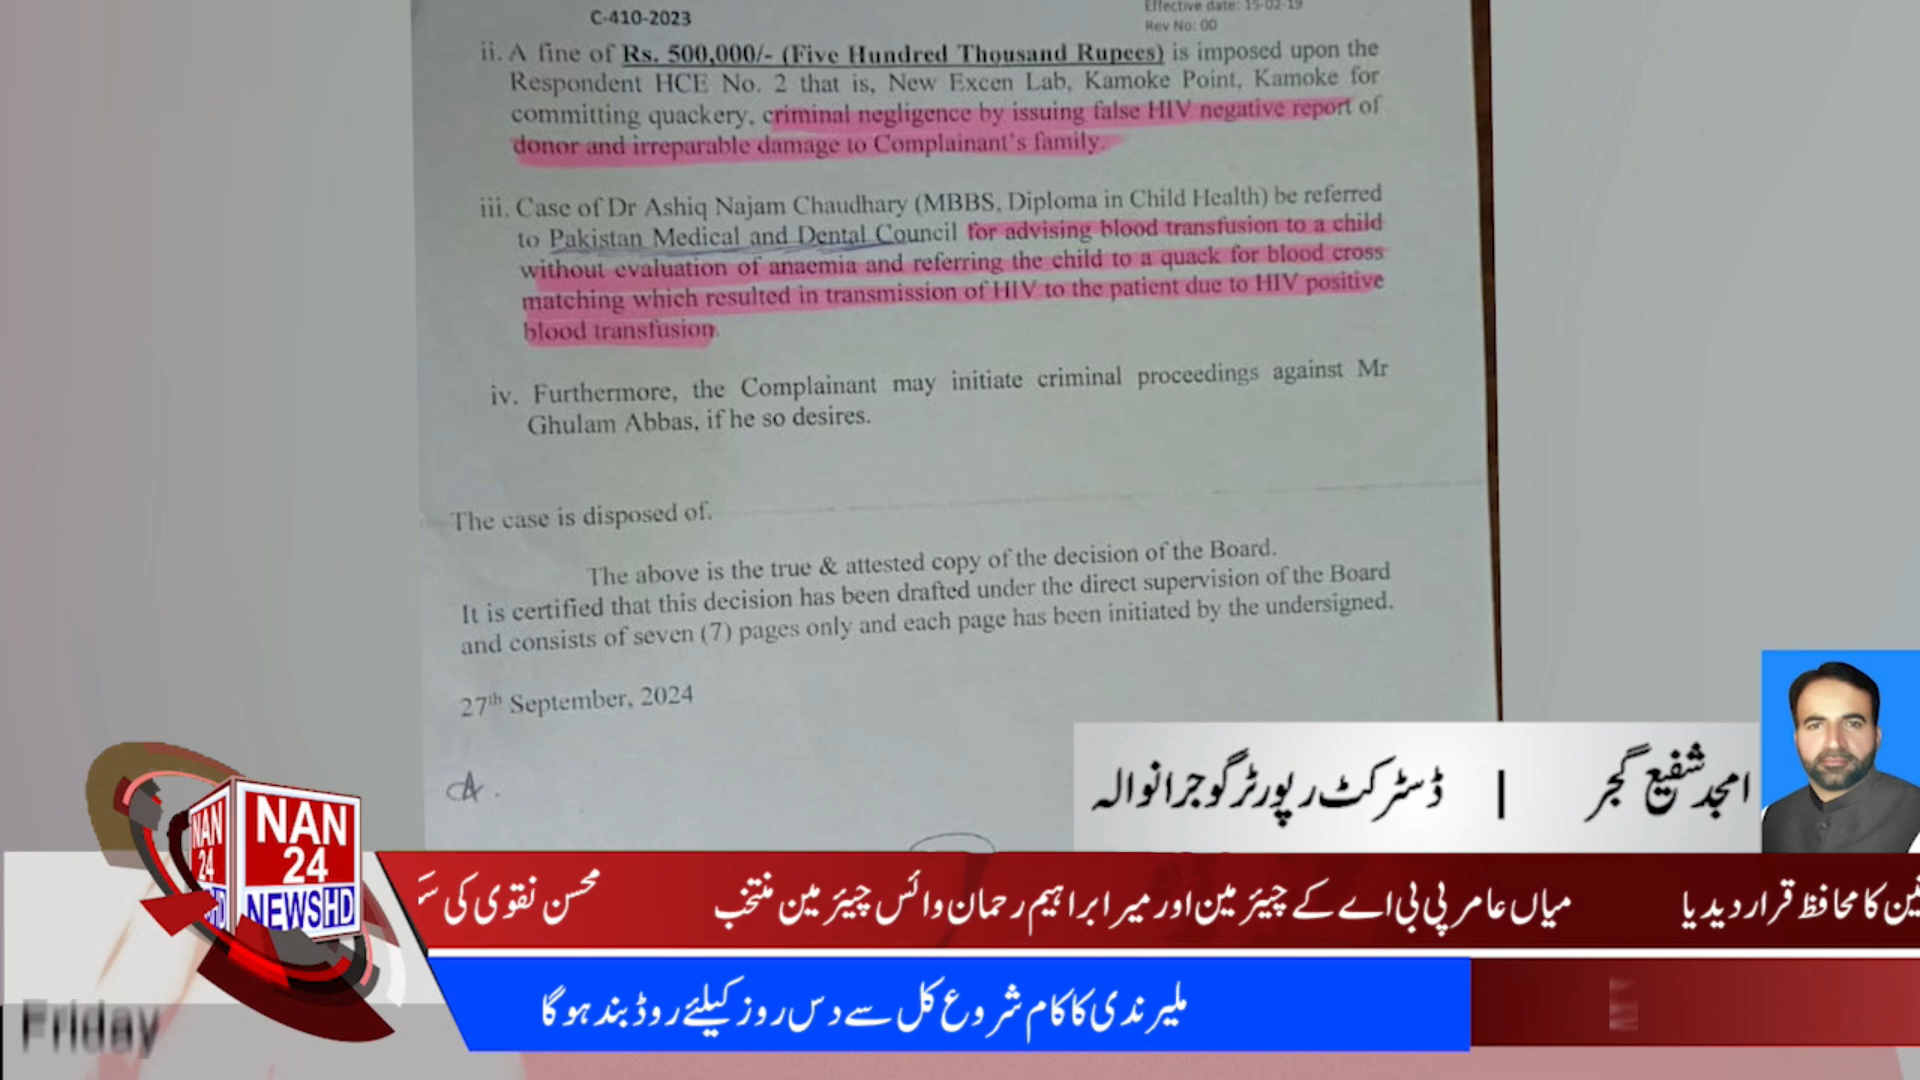 C-410-2023
Effective date: 15-02-19
Rev No: 00
ii. A fine of Rs. 500,000/- (Five Hundred Thousand Rupees) is imposed upon the
Respondent HCE No. 2 that is, New Excen Lab, Kamoke Point, Kamoke for
committing quackery, criminal negligence by issuing false HIV negative report of
donor and irreparable damage to Complainant's family.
iii. Case of Dr Ashiq Najam Chaudhary (MBBS, Diploma in Child Health) be referred
to Pakistan Medical and Dental Council for advising blood transfusion to a child
without evaluation of anaemia and referring the child to a quack for blood cross
matching which resulted in transmission of HIV to the patient due to HIV positive
blood transfusion.
iv. Furthermore, the Complainant may initiate criminal proceedings against Mr
Ghulam Abbas, if he so desires.
The case is disposed of.
The above is the true & attested copy of the decision of the Board.
It is certified that this decision has been drafted under the direct supervision of the Board
and consists of seven (7) pages only and each page has been initiated by the undersigned.
27th September, 2024
امجد شفیع گجر | ڈسٹرکٹ رپورٹر گوجرانوالہ
NAN
24
NEWSHD
NAN
24
HD
کا محافظ قرار دیدیا
میاں عامر پی بی اے کے چیئرمین اور میر ابراہیم رحمان وائس چیئرمین منتخب
محسن نقوی کی
ملیر ندی کا کام شروع کل سے دس روز کیلئے روڈ بند ہوگا
Friday